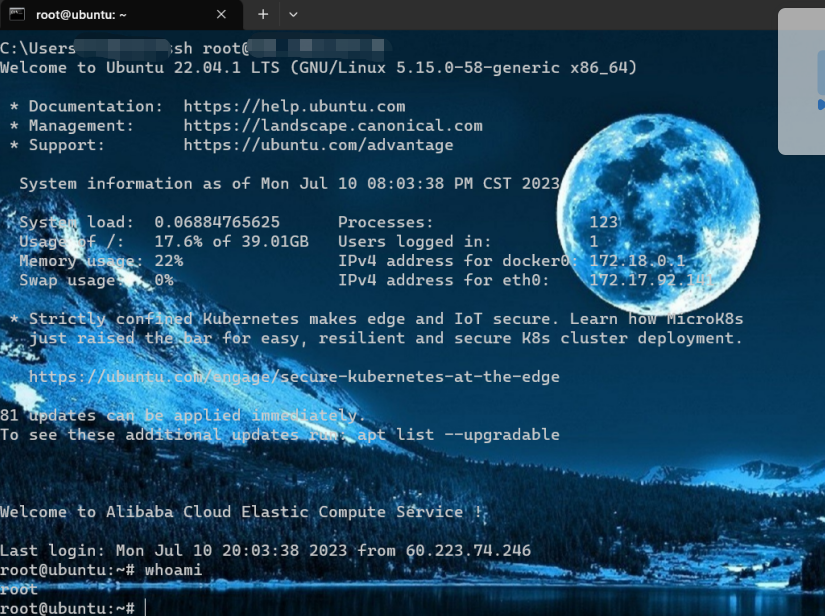 root@ubuntu: ~
C:\Users ssh root@
Welcome to Ubuntu 22.04.1 LTS (GNU/Linux 5.15.0-58-generic x86_64)
* Documentation: https://help.ubuntu.com
* Management: https://landscape.canonical.com
* Support: https://ubuntu.com/advantage
System information as of Mon Jul 10 08:03:38 PM CST 2023
System load: 0.06884765625 Processes: 123
Usage of /: 17.6% of 39.01GB Users logged in: 1
Memory usage: 22% IPv4 address for docker0: 172.18.0.1
Swap usage: 0% IPv4 address for eth0:
* Strictly confined Kubernetes makes edge and IoT secure. Learn how MicroK8s
just raised the bar for easy, resilient and secure K8s cluster deployment.
https://ubuntu.com/engage/secure-kubernetes-at-the-edge
81 updates can be applied immediately.
To see these additional updates run: apt list --upgradable
Welcome to Alibaba Cloud Elastic Compute Service !
Last login: Mon Jul 10 20:03:38 2023 from 60.223.74.246
root@ubuntu:~# whoami
root
root@ubuntu:~#